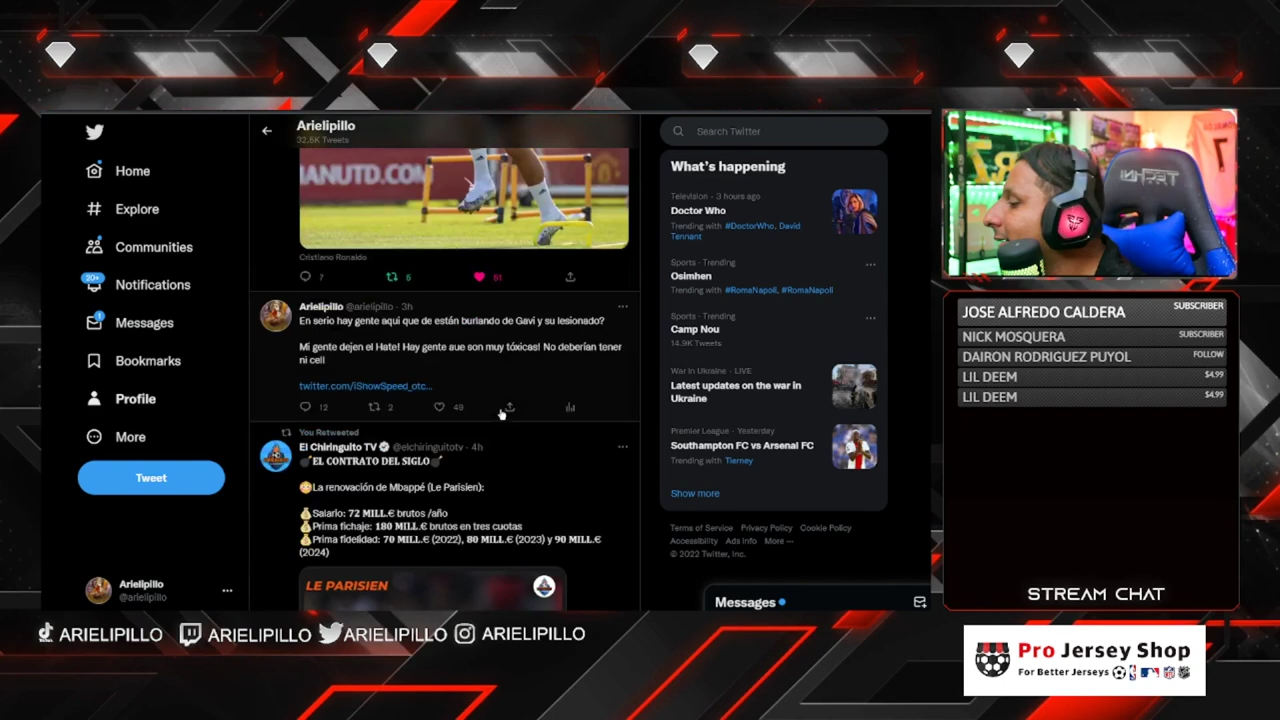 Home
Explore
Communities
20+
Notifications
1
Messages
Bookmarks
Profile
More
Tweet
Arielipillo
@arielipillo
Arielipillo
32.5K Tweets
MANUTD.COM
Cristiano Ronaldo
7
6
51
Arielipillo @arielipillo · 3h
En serio hay gente aqui que de están burlando de Gavi y su lesionado?
Mi gente dejen el Hate! Hay gente aue son muy tóxicas! No deberían tener
ni cell
twitter.com/iShowSpeed_otc...
12
2
49
You Retweeted
El Chiringuito TV @elchiringuitotv · 4h
EL CONTRATO DEL SIGLO
La renovación de Mbappé (Le Parisien):
Salario: 72 MILL.€ brutos /año
Prima fichaje: 180 MILL.€ brutos en tres cuotas
Prima fidelidad: 70 MILL.€ (2022), 80 MILL.€ (2023) y 90 MILL.€
(2024)
LE PARISIEN
Search Twitter
What's happening
Television · 3 hours ago
Doctor Who
Trending with #DoctorWho, David
Tennant
Sports · Trending
Osimhen
Trending with #RomaNapoli, #RomaNapoli
Sports · Trending
Camp Nou
14.9K Tweets
War in Ukraine · LIVE
Latest updates on the war in
Ukraine
Premier League · Yesterday
Southampton FC vs Arsenal FC
Trending with Tierney
Show more
Terms of Service Privacy Policy Cookie Policy
Accessibility Ads info More ···
© 2022 Twitter, Inc.
Messages
7
JOSE ALFREDO CALDERA SUBSCRIBER
NICK MOSQUERA SUBSCRIBER
DAIRON RODRIGUEZ PUYOL FOLLOW
LIL DEEM $4.99
LIL DEEM $4.99
STREAM CHAT
ARIELIPILLO ARIELIPILLO ARIELIPILLO ARIELIPILLO
Pro Jersey Shop
For Better Jerseys